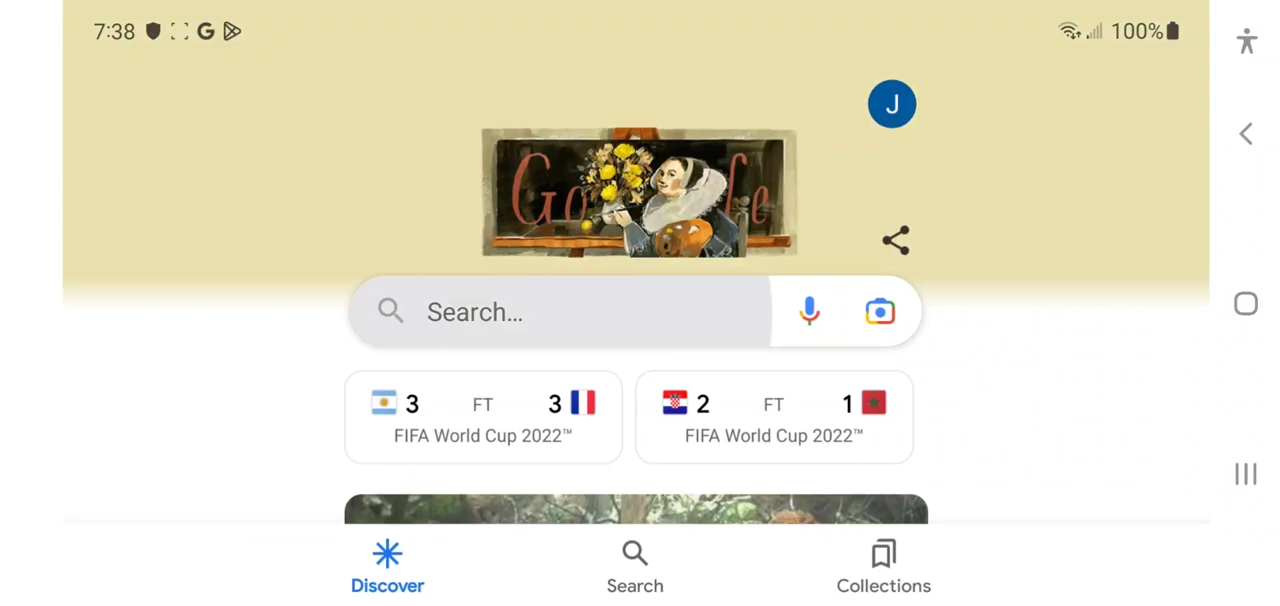 7:38
100%
J
Google
Search...
3 FT 3
FIFA World Cup 2022™
2 FT 1
FIFA World Cup 2022™
Discover
Search
Collections